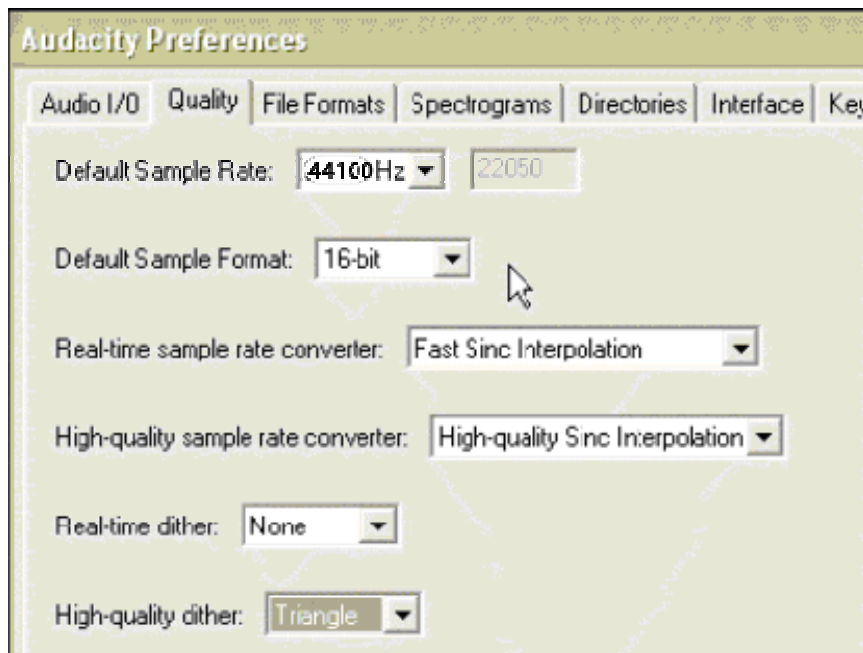 Audacity Preferences
Audio I/O Quality File Formats Spectrograms Directories Interface Key
Default Sample Rate: 44100Hz 22050
Default Sample Format: 16-bit
Real-time sample rate converter: Fast Sinc Interpolation
High-quality sample rate converter: High-quality Sinc Interpolation
Real-time dither: None
High-quality dither: Triangle